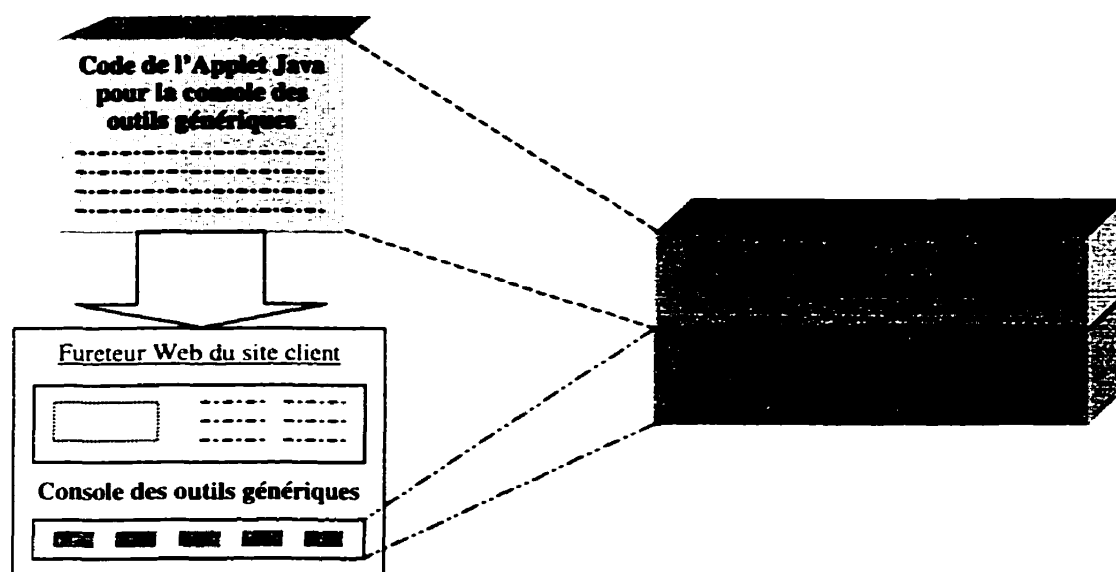 Code de l'Applet Java
pour la console des
outils génériques
Fureteur Web du site client
Console des outils génériques